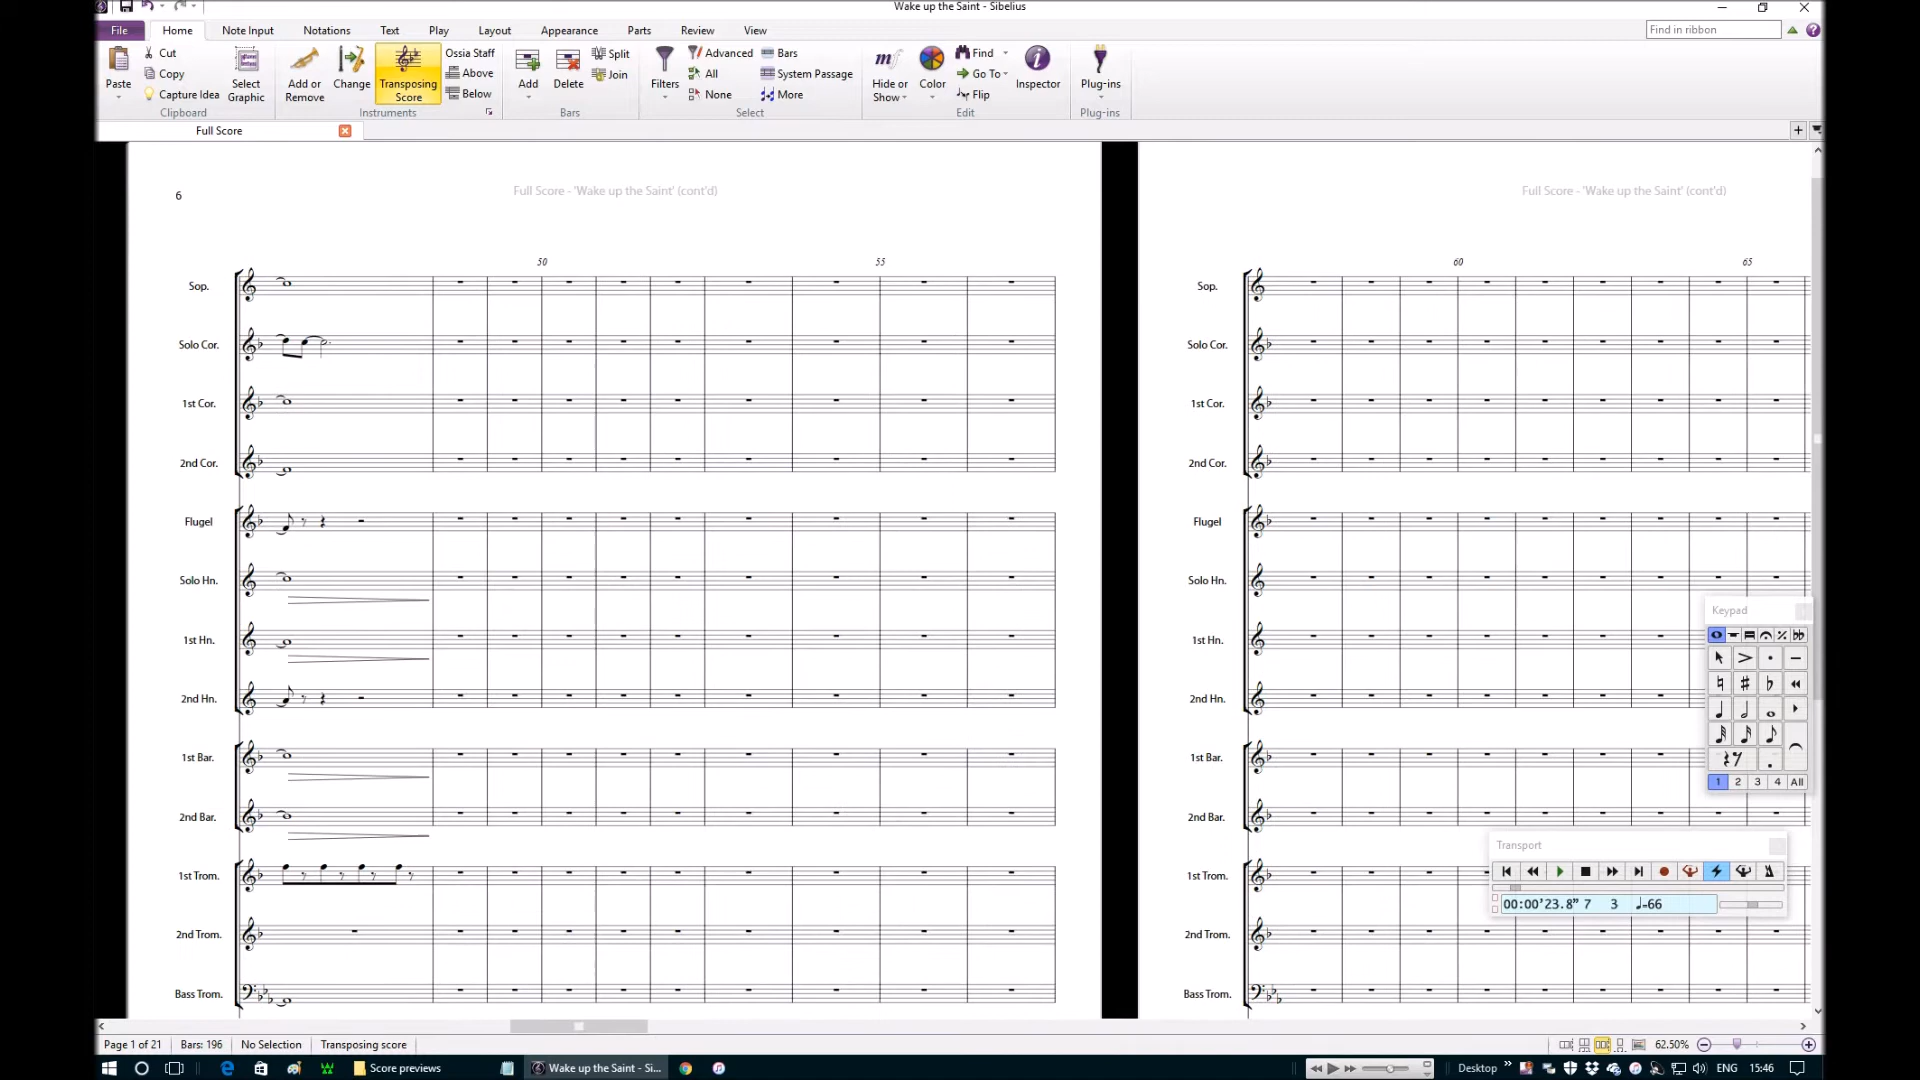 Wake up the Saint - Sibelius
File Home Note Input Notations Text Play Layout Appearance Parts Review View Find in ribbon
Paste Cut Copy Capture Idea Select Graphic
Clipboard
Add or Remove Change Transposing Score Ossia Staff Above Below
Instruments
Add Delete Split Join
Bars
Filters Advanced All None Bars System Passage More
Select
Hide or Show Color Find Go To Flip Inspector
Edit
Plug-ins
Plug-ins
Full Score
6
Full Score - 'Wake up the Saint' (cont'd)
50 55
Sop.
Solo Cor.
1st Cor.
2nd Cor.
Flugel
Solo Hn.
1st Hn.
2nd Hn.
1st Bar.
2nd Bar.
1st Trom.
2nd Trom.
Bass Trom.
Full Score - 'Wake up the Saint' (cont'd)
60 65
Sop.
Solo Cor.
1st Cor.
2nd Cor.
Flugel
Solo Hn.
1st Hn.
2nd Hn.
1st Bar.
2nd Bar.
1st Trom.
2nd Trom.
Bass Trom.
Keypad
1 2 3 4 All
Transport
00:00'23.8" 7 3 ♩=66
Page 1 of 21 Bars: 196 No Selection Transposing score 62.50%
Score previews Wake up the Saint - Si... Desktop ENG 15:46